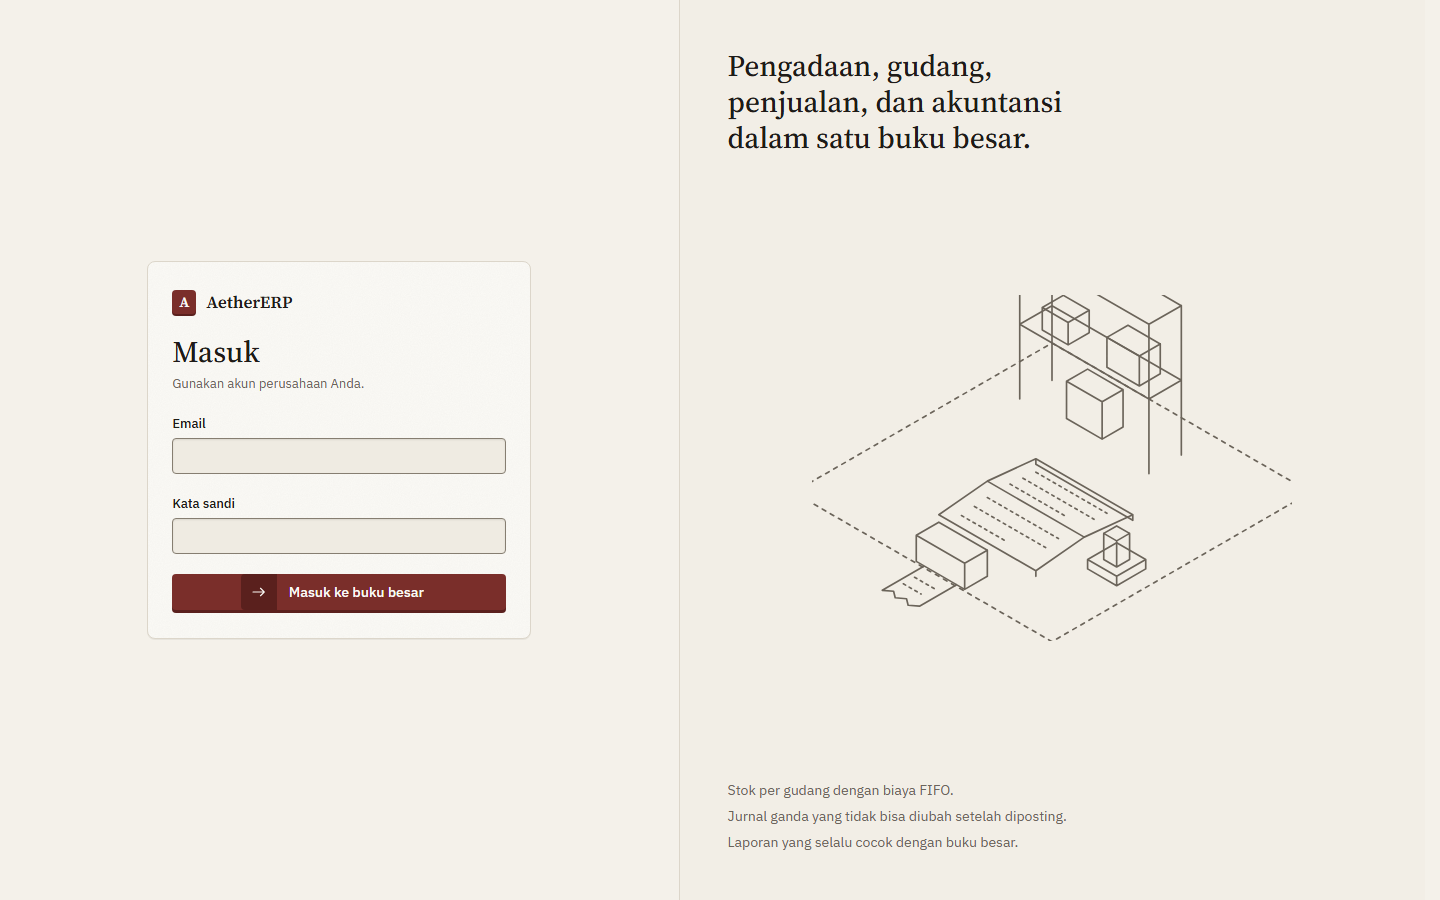 A AetherERP
Masuk
Gunakan akun perusahaan Anda.
Email
Kata sandi
→ Masuk ke buku besar
Pengadaan, gudang,
penjualan, dan akuntansi
dalam satu buku besar.
Stok per gudang dengan biaya FIFO.
Jurnal ganda yang tidak bisa diubah setelah diposting.
Laporan yang selalu cocok dengan buku besar.